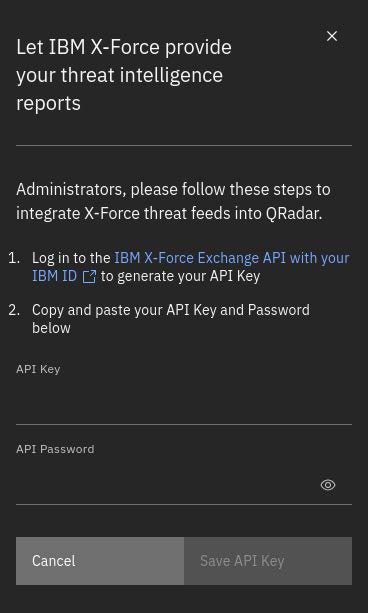 Let IBM X-Force provide
your threat intelligence
reports
Administrators, please follow these steps to
integrate X-Force threat feeds into QRadar.
1. Log in to the IBM X-Force Exchange API with your
IBM ID to generate your API Key
2. Copy and paste your API Key and Password
below
API Key
API Password
Cancel
Save API Key